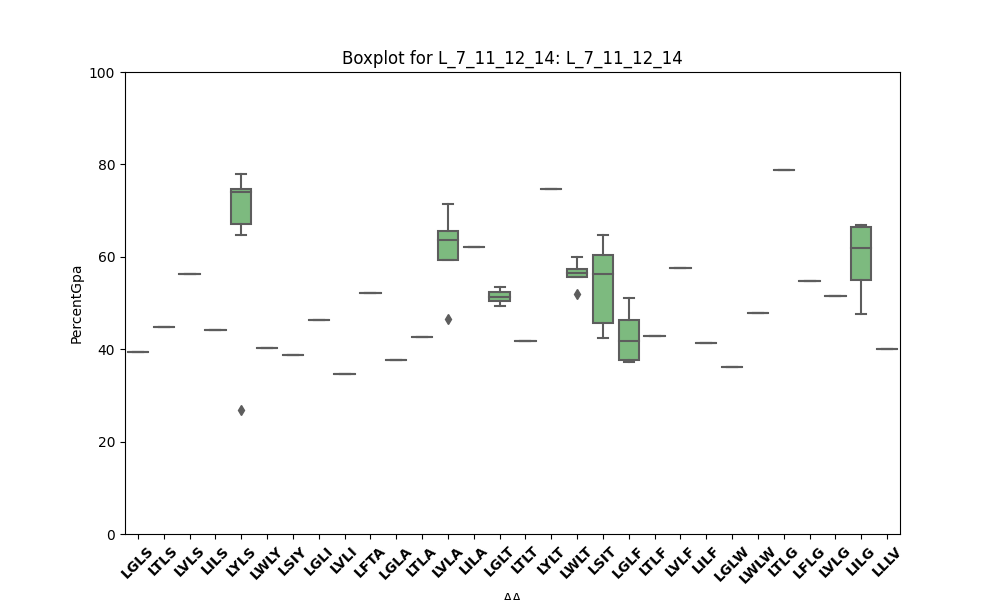 Boxplot for L_7_11_12_14: L_7_11_12_14
PercentGpa
100
80
60
40
20
0
LGLS
LTLS
LVLS
LILS
LYLS
LWLY
LSIY
LGLI
LVLI
LFTA
LGLA
LTLA
LVLA
LILA
LGLT
LTLT
LYLT
LWLT
LSIT
LGLF
LTLF
LVLF
LILF
LGLW
LWLW
LTLG
LFLG
LVLG
LILG
LLLV
AA